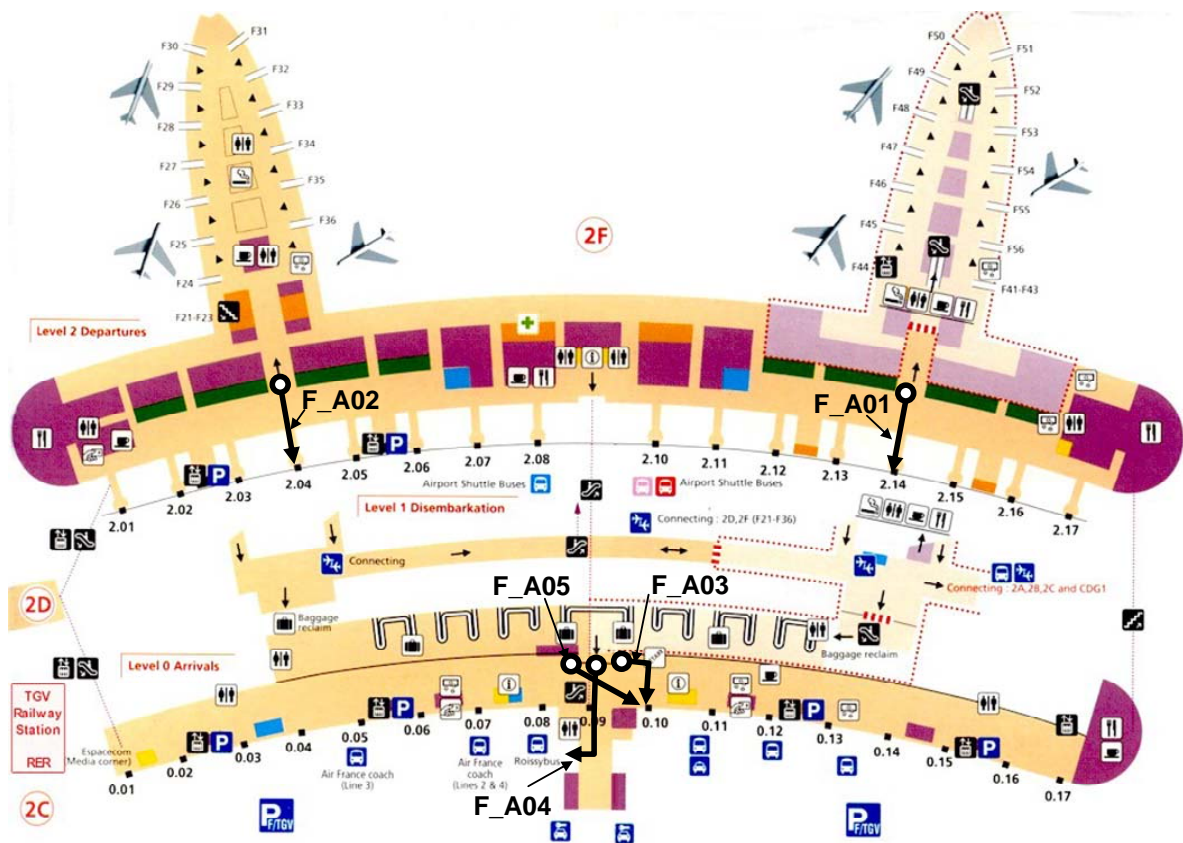 F30
F31
F29
F32
F28
F33
F27
F34
F26
F35
F25
F36
F24
F21-F23
F50
F51
F49
F52
F48
F53
F47
F54
F46
F55
F45
F56
F44
F41-F43
2F
Level 2 Departures
F_A02
F_A01
2.01
2.02
2.03
2.04
2.05
2.06
2.07
2.08
2.10
2.11
2.12
2.13
2.14
2.15
2.16
2.17
P
P
Airport Shuttle Buses
Airport Shuttle Buses
Level 1 Disembarkation
Connecting : 2D,2F (F21-F36)
Connecting
Connecting : 2A,2B,2C and CDG1
2D
F_A05
F_A03
Baggage
reclaim
Baggage reclaim
TAXI
Level 0 Arrivals
TGV
Railway
Station
RER
Espacecom
(Media corner)
2C
0.01
0.02
0.03
0.04
0.05
0.06
0.07
0.08
0.09
0.10
0.11
0.12
0.13
0.14
0.15
0.16
0.17
P
P
P
P
Air France coach
(Line 3)
Air France
coach
(Lines 2 & 4)
Roissybus
F_A04
P
F/TGV
P
F/TGV